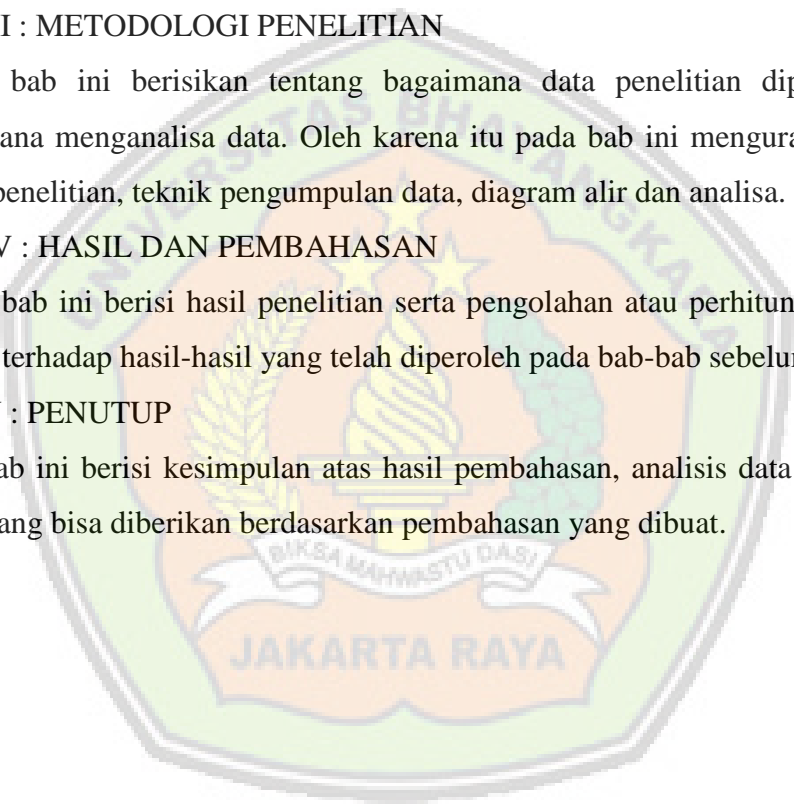 I : METODOLOGI PENELITIAN
bab ini berisikan tentang bagaimana data penelitian dip
ana menganalisa data. Oleh karena itu pada bab ini mengura
penelitian, teknik pengumpulan data, diagram alir dan analisa.
V : HASIL DAN PEMBAHASAN
bab ini berisi hasil penelitian serta pengolahan atau perhitun
terhadap hasil-hasil yang telah diperoleh pada bab-bab sebelu
: PENUTUP
ab ini berisi kesimpulan atas hasil pembahasan, analisis data
ang bisa diberikan berdasarkan pembahasan yang dibuat.
UNIVERSITAS BHAYANGKARA
BIKSA MAHWASTU DASI
JAKARTA RAYA